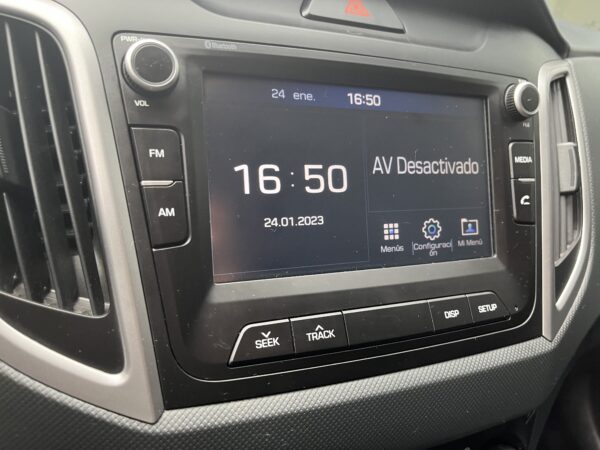 Bluetooth
VOL
FM
AM
24 ene.
16:50
16:50
24.01.2023
AV Desactivado
Menús
Configuraci
ón
Mi Menú
MEDIA
SEEK
TRACK
DISP
SETUP